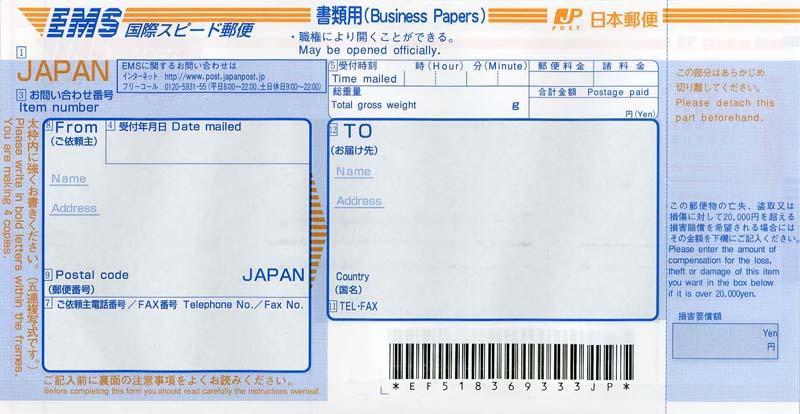 EMS 国際スピード郵便
書類用(Business Papers)
・職権により開くことができる。
May be opened officially.
JP POST 日本郵便
1
JAPAN
EMSに関するお問い合わせは
インターネット http://www.post.japanpost.jp
フリーコール 0120-5931-55 (平日8:00～22:00、土日休日9:00～22:00)
3 お問い合わせ番号
Item number
5 受付時刻 時(Hour) 分(Minute)
Time mailed
郵便料金 諸料金
総重量
Total gross weight g
合計金額 Postage paid
円(Yen)
この部分はあらかじめ
切り離してください。
Please detach this
part beforehand.
8 From
(ご依頼主)
4 受付年月日 Date mailed
Name
Address
9 Postal code
(郵便番号)
JAPAN
7 ご依頼主電話番号／FAX番号 Telephone No.／Fax No.
12 TO
(お届け先)
Name
Address
Country
(国名)
11 TEL・FAX
太枠内に強くお書きください。(五連複写式です。)
Please write in bold letters within the frames.
You are making 4 copies.
この郵便物の亡失、盗取又は
損傷に対して20,000円を超える
損害賠償を希望される場合には
その金額を下欄にご記入ください。
Please enter the amount of
compensation for the loss,
theft or damage of this item
you want in the box below
if it is over 20,000yen.
損害要償額
Yen
円
ご記入前に裏面の注意事項をよくお読みください。
Before completing this form you should read carefully the instructions overleaf.
*EF518369333JP*